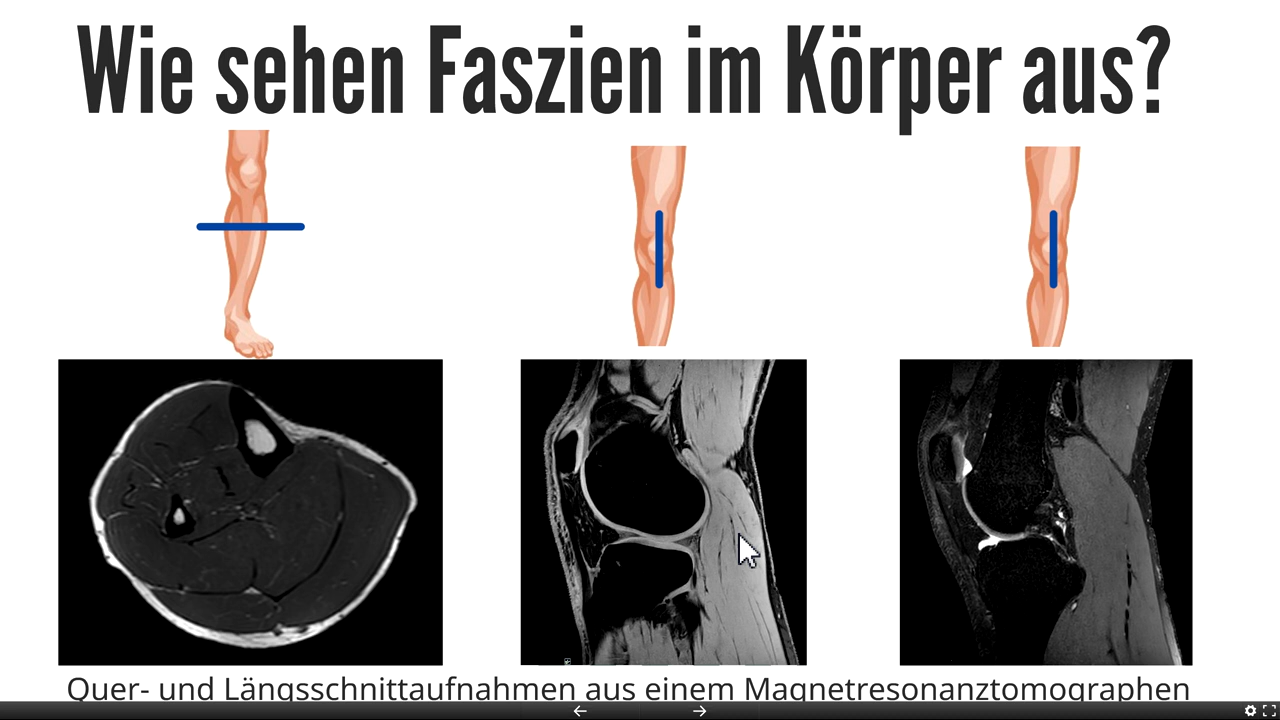 Wie sehen Faszien im Körper aus?
Quer- und Längsschnittaufnahmen aus einem Magnetresonanztomographen